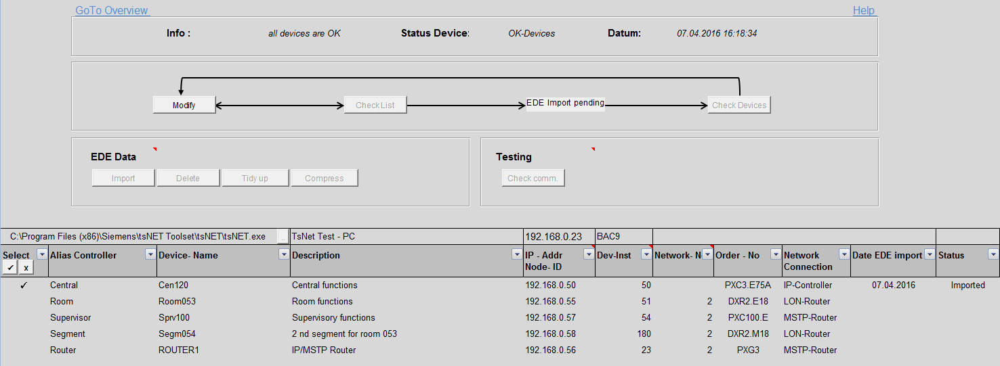 GoTo Overview Help
Info : all devices are OK Status Device: OK-Devices Datum: 07.04.2016 16:18:34
Modify Check List EDE Import pending Check Devices
EDE Data Testing
Import Delete Tidy up Compress Check comm.
C:\Program Files (x86)\Siemens\tsNET Toolset\tsNET\tsNET.exe ... TsNet Test - PC 192.168.0.23 BAC9
Select Alias Controller Device- Name Description IP - Addr Dev-Inst Network- N Order - No Network Date EDE import Status
✓ x Node- ID Connection
✓ Central Cen120 Central functions 192.168.0.50 50 PXC3.E75A IP-Controller 07.04.2016 Imported
Room Room053 Room functions 192.168.0.55 51 2 DXR2.E18 LON-Router
Supervisor Sprv100 Supervisory functions 192.168.0.57 54 2 PXC100.E MSTP-Router
Segment Segm054 2 nd segment for room 053 192.168.0.58 180 2 DXR2.M18 LON-Router
Router ROUTER1 IP/MSTP Router 192.168.0.56 23 2 PXG3 MSTP-Router